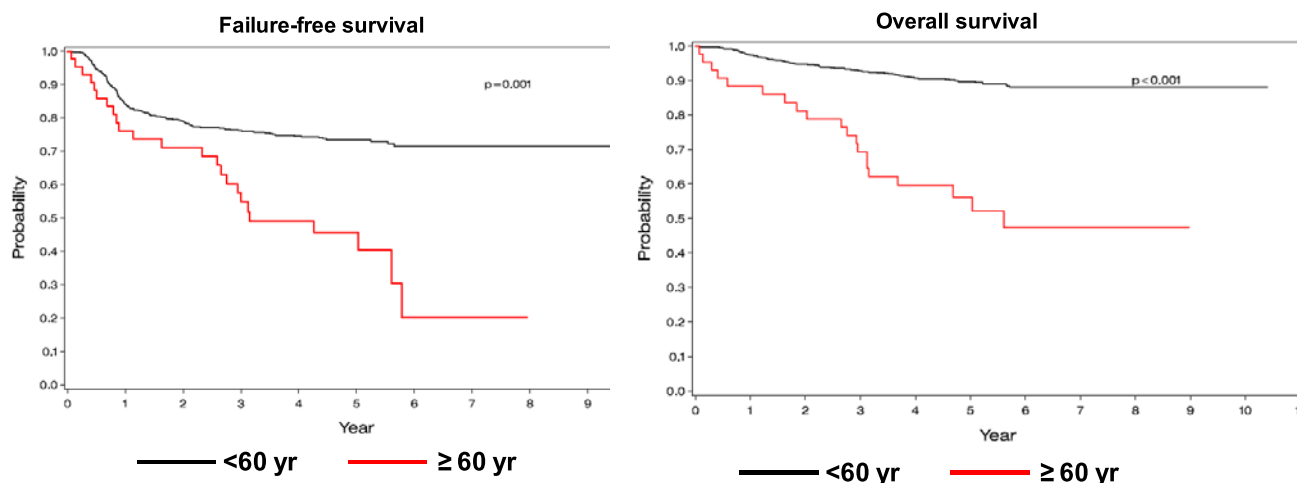 Failure-free survival
1.0
0.9
0.8
0.7
0.6
0.5
0.4
0.3
0.2
0.1
0.0
Probability
p=0.001
0 1 2 3 4 5 6 7 8 9
Year
<60 yr ≥ 60 yr
Overall survival
1.0
0.9
0.8
0.7
0.6
0.5
0.4
0.3
0.2
0.1
0.0
Probability
p<0.001
0 1 2 3 4 5 6 7 8 9 10
Year
<60 yr ≥ 60 yr